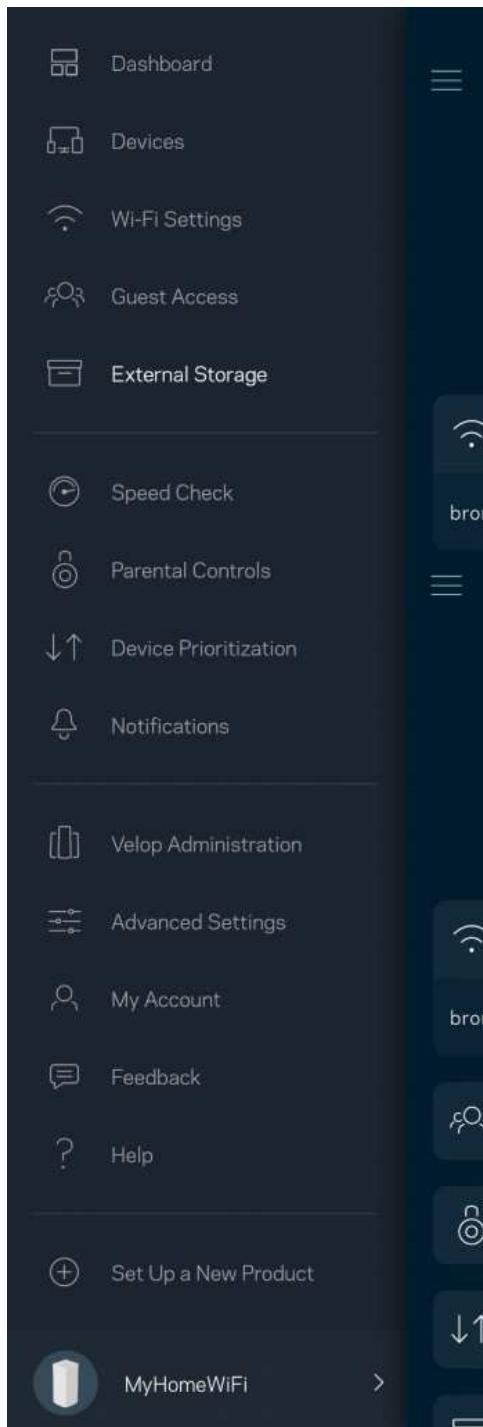 Dashboard
Devices
Wi-Fi Settings
Guest Access
External Storage
Speed Check
Parental Controls
Device Prioritization
Notifications
Velop Administration
Advanced Settings
My Account
Feedback
Help
Set Up a New Product
MyHomeWiFi